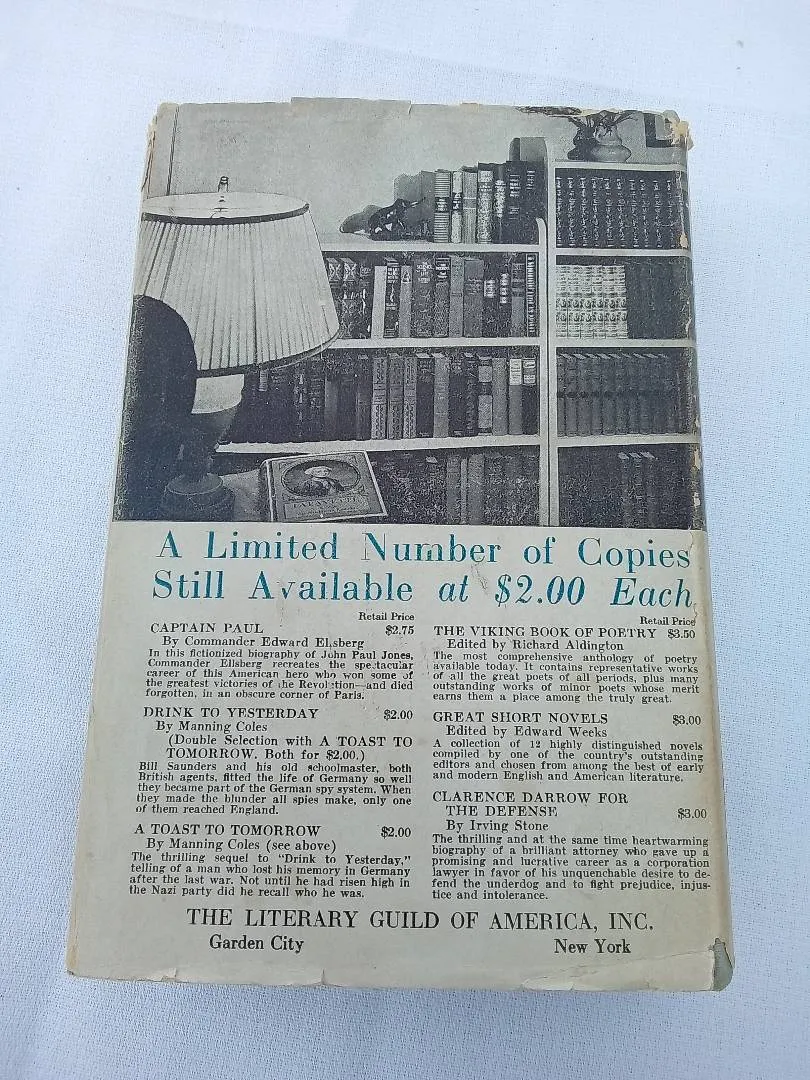 LAFAYETTE
A Limited Number of Copies
Still Available at $2.00 Each
Retail Price
CAPTAIN PAUL $2.75
By Commander Edward Ellsberg
In this fictionized biography of John Paul Jones,
Commander Ellsberg recreates the spectacular
career of this American hero who won some of
the greatest victories of the Revolution—and died
forgotten, in an obscure corner of Paris.
DRINK TO YESTERDAY $2.00
By Manning Coles
(Double Selection with A TOAST TO
TOMORROW. Both for $2.00.)
Bill Saunders and his old schoolmaster, both
British agents, fitted the life of Germany so well
they became part of the German spy system. When
they made the blunder all spies make, only one
of them reached England.
A TOAST TO TOMORROW $2.00
By Manning Coles (see above)
The thrilling sequel to "Drink to Yesterday,"
telling of a man who lost his memory in Germany
after the last war. Not until he had risen high in
the Nazi party did he recall who he was.
Retail Price
THE VIKING BOOK OF POETRY $3.50
Edited by Richard Aldington
The most comprehensive anthology of poetry
available today. It contains representative works
of all the great poets of all periods, plus many
outstanding works of minor poets whose merit
earns them a place among the truly great.
GREAT SHORT NOVELS $3.00
Edited by Edward Weeks
A collection of 12 highly distinguished novels
compiled by one of the country's outstanding
editors and chosen from among the best of early
and modern English and American literature.
CLARENCE DARROW FOR
THE DEFENSE $3.00
By Irving Stone
The thrilling and at the same time heartwarming
biography of a brilliant attorney who gave up a
promising and lucrative career as a corporation
lawyer in favor of his unquenchable desire to de-
fend the underdog and to fight prejudice, injus-
tice and intolerance.
THE LITERARY GUILD OF AMERICA, INC.
Garden City New York